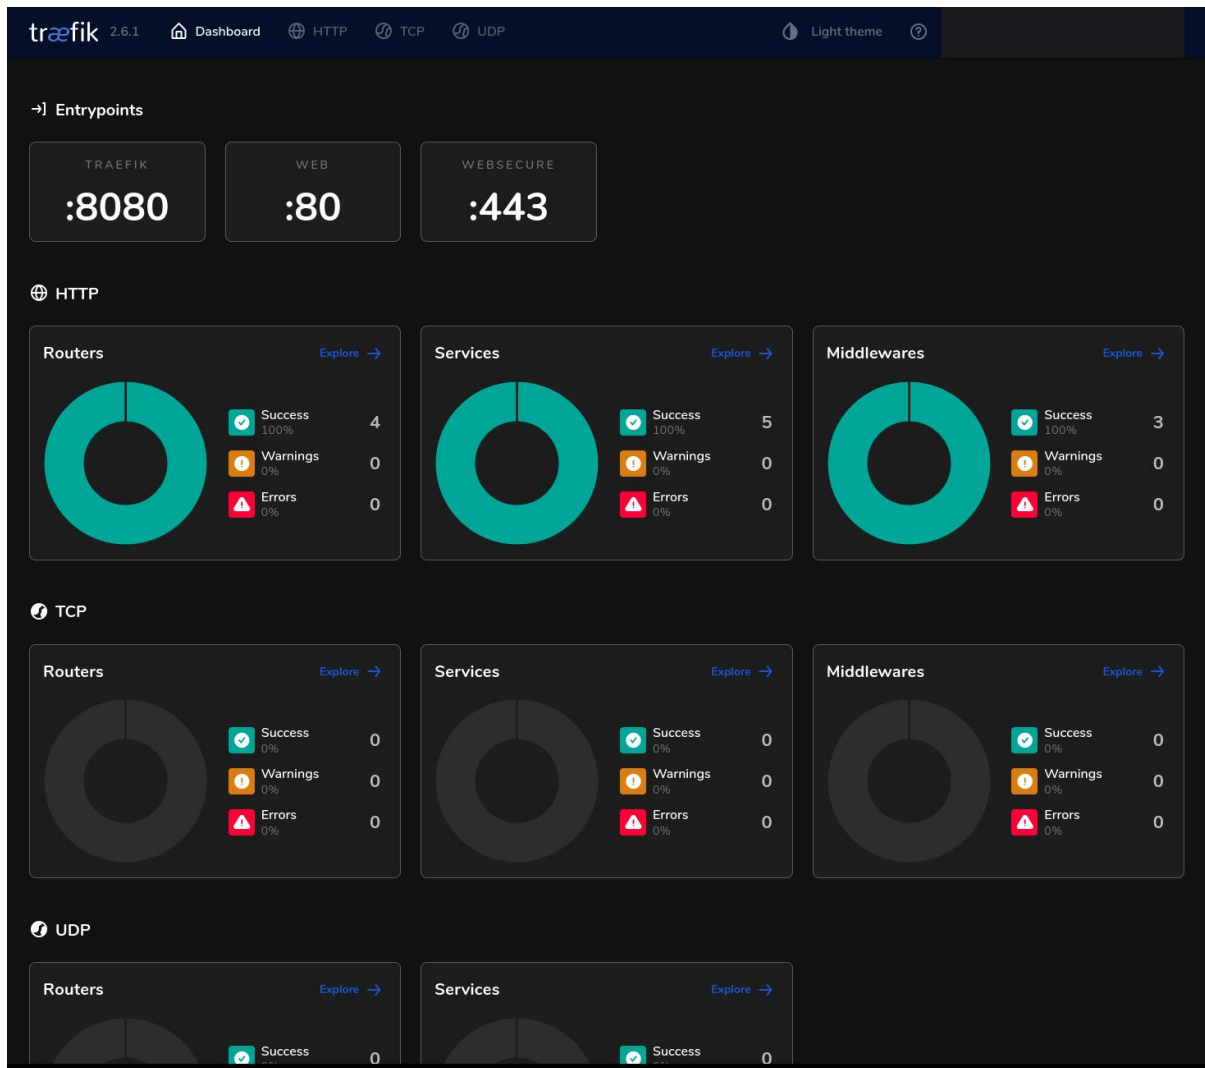 træfik 2.6.1 Dashboard HTTP TCP UDP Light theme
Entrypoints
TRAEFIK WEB WEBSECURE
:8080 :80 :443
HTTP
Routers Explore Services Explore Middlewares Explore
Success 4 Success 5 Success 3
100% 100% 100%
Warnings 0 Warnings 0 Warnings 0
0% 0% 0%
Errors 0 Errors 0 Errors 0
0% 0% 0%
TCP
Routers Explore Services Explore Middlewares Explore
Success 0 Success 0 Success 0
0% 0% 0%
Warnings 0 Warnings 0 Warnings 0
0% 0% 0%
Errors 0 Errors 0 Errors 0
0% 0% 0%
UDP
Routers Explore Services Explore
Success 0 Success 0